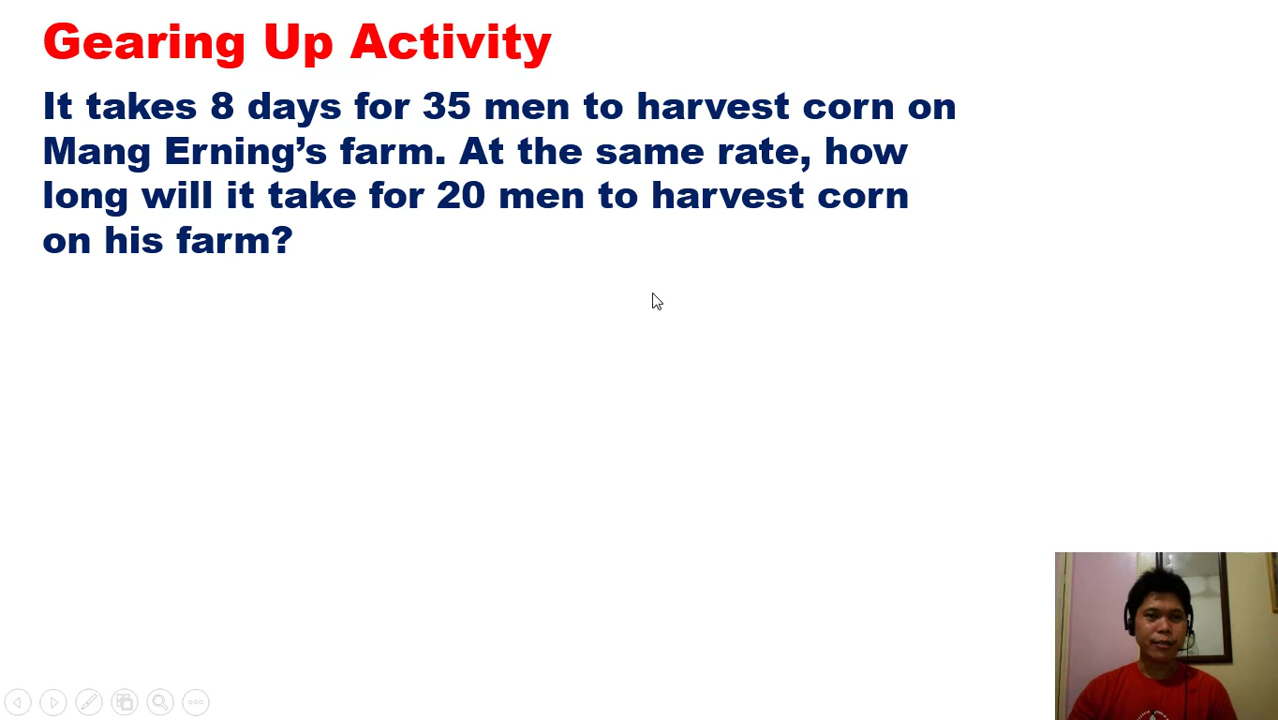 Gearing Up Activity
It takes 8 days for 35 men to harvest corn on
Mang Erning’s farm. At the same rate, how
long will it take for 20 men to harvest corn
on his farm?